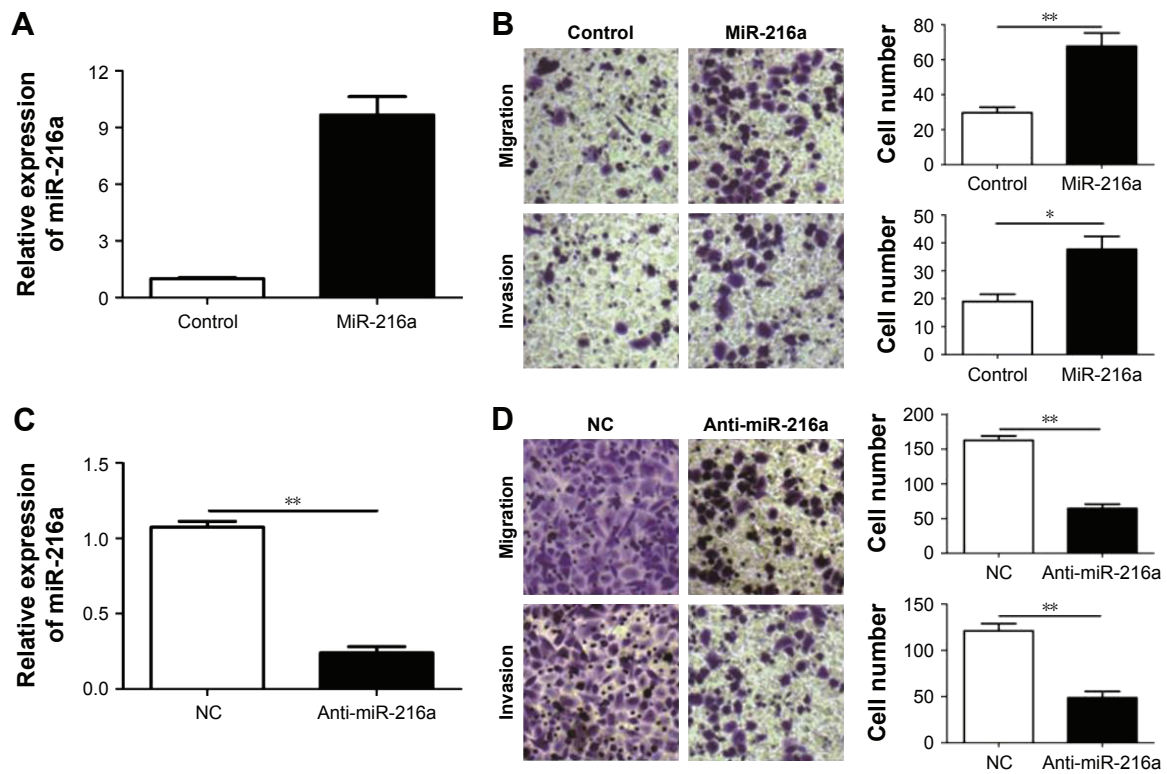 A
Relative expression
of miR-216a
12
9
6
3
0
Control
MiR-216a
B
Control
MiR-216a
Migration
Invasion
Cell number
80
60
40
20
0
**
Control
MiR-216a
Cell number
50
40
30
20
10
0
*
Control
MiR-216a
C
Relative expression
of miR-216a
1.5
1.0
0.5
0.0
**
NC
Anti-miR-216a
D
NC
Anti-miR-216a
Migration
Invasion
Cell number
200
150
100
50
0
**
NC
Anti-miR-216a
Cell number
150
100
50
0
**
NC
Anti-miR-216a